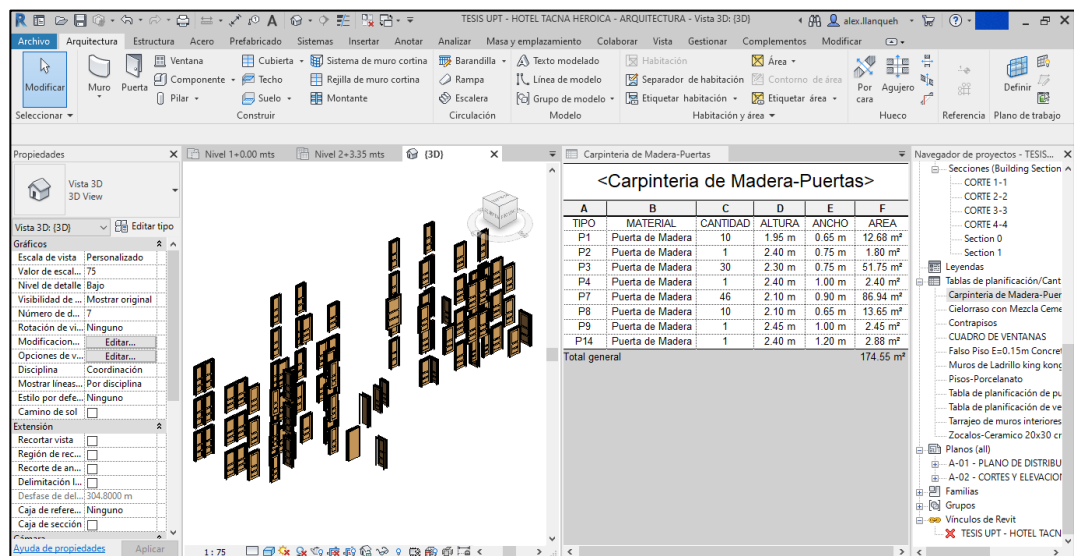 TESIS UPT - HOTEL TACNA HEROICA - ARQUITECTURA - Vista 3D: {3D}
alex.llanqueh
Archivo Arquitectura Estructura Acero Prefabricado Sistemas Insertar Anotar Analizar Masa y emplazamiento Colaborar Vista Gestionar Complementos Modificar
Modificar
Muro
Puerta
Ventana
Componente
Pilar
Cubierta
Techo
Suelo
Sistema de muro cortina
Rejilla de muro cortina
Montante
Barandilla
Rampa
Escalera
Texto modelado
Línea de modelo
Grupo de modelo
Habitación
Separador de habitación
Etiquetar habitación
Área
Contorno de área
Etiquetar área
Por cara
Agujero
Definir
Seleccionar Construir Circulación Modelo Habitación y área Hueco Referencia Plano de trabajo
Propiedades
Vista 3D
3D View
Vista 3D: {3D} Editar tipo
Gráficos
Escala de vista Personalizado
Valor de escal... 75
Nivel de detalle Bajo
Visibilidad de ... Mostrar original
Número de d... 7
Rotación de vi... Ninguno
Modificacion... Editar...
Opciones de v... Editar...
Disciplina Coordinación
Mostrar líneas... Por disciplina
Estilo por defe... Ninguno
Camino de sol
Extensión
Recortar vista
Región de rec...
Recorte de an...
Delimitación l...
Desfase de del... 304.8000 m
Caja de refere... Ninguno
Caja de sección
Cámara
Ayuda de propiedades Aplicar
Nivel 1+0.00 mts Nivel 2+3.35 mts {3D}
1 : 75
Carpinteria de Madera-Puertas
<Carpinteria de Madera-Puertas>
A B C D E F
TIPO MATERIAL CANTIDAD ALTURA ANCHO AREA
P1 Puerta de Madera 10 1.95 m 0.65 m 12.68 m²
P2 Puerta de Madera 1 2.40 m 0.75 m 1.80 m²
P3 Puerta de Madera 30 2.30 m 0.75 m 51.75 m²
P4 Puerta de Madera 1 2.40 m 1.00 m 2.40 m²
P7 Puerta de Madera 46 2.10 m 0.90 m 86.94 m²
P8 Puerta de Madera 10 2.10 m 0.65 m 13.65 m²
P9 Puerta de Madera 1 2.45 m 1.00 m 2.45 m²
P14 Puerta de Madera 1 2.40 m 1.20 m 2.88 m²
Total general 174.55 m²
Navegador de proyectos - TESIS...
Secciones (Building Section
CORTE 1-1
CORTE 2-2
CORTE 3-3
CORTE 4-4
Section 0
Section 1
Leyendas
Tablas de planificación/Cant
Carpinteria de Madera-Puer
Cielorraso con Mezcla Ceme
Contrapisos
CUADRO DE VENTANAS
Falso Piso E=0.15m Concret
Muros de Ladrillo king kong
Pisos-Porcelanato
Tabla de planificación de pu
Tabla de planificación de ve
Tarrajeo de muros interiores
Zocalos-Ceramico 20x30 cr
Planos (all)
A-01 - PLANO DE DISTRIBU
A-02 - CORTES Y ELEVACION
Familias
Grupos
Vínculos de Revit
TESIS UPT - HOTEL TACN